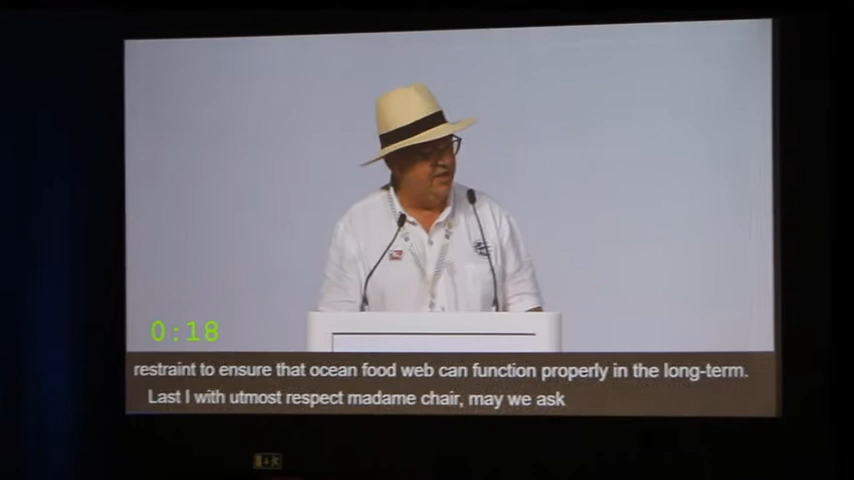 0:18
restraint to ensure that ocean food web can function properly in the long-term.
Last I with utmost respect madame chair, may we ask